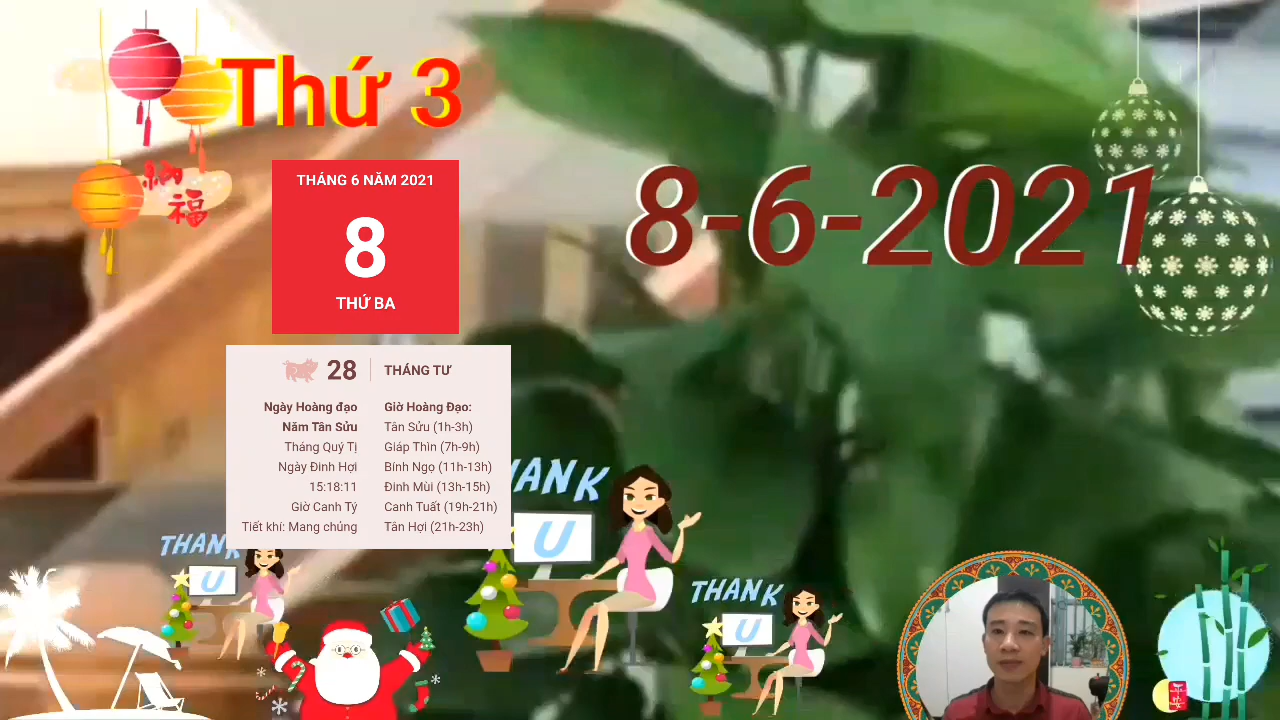 Thứ 3
福
THÁNG 6 NĂM 2021
8
THỨ BA
8-6-2021
28
THÁNG TƯ
Ngày Hoàng đạo
Năm Tân Sửu
Tháng Quý Tị
Ngày Đinh Hợi
15:18:11
Giờ Canh Tý
Tiết khí: Mang chủng
Giờ Hoàng Đạo:
Tân Sửu (1h-3h)
Giáp Thìn (7h-9h)
Bính Ngọ (11h-13h)
Đinh Mùi (13h-15h)
Canh Tuất (19h-21h)
Tân Hợi (21h-23h)
THANK
U
HANK
U
THANK
U